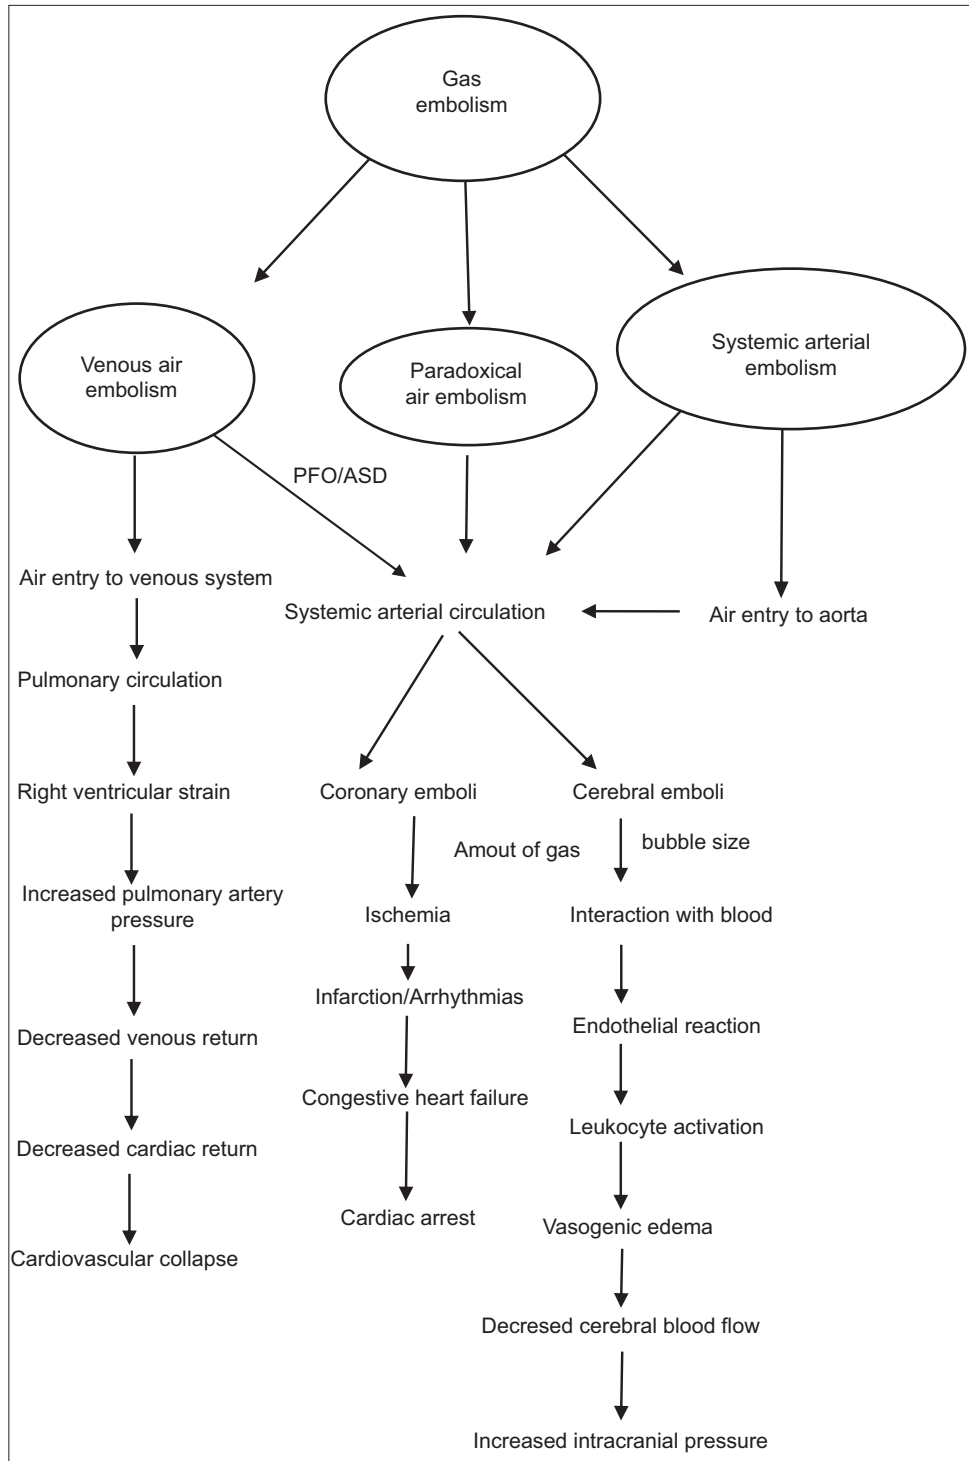 Gas
embolism
Venous air
embolism
Paradoxical
air embolism
Systemic arterial
embolism
PFO/ASD
Air entry to venous system
Systemic arterial circulation
Air entry to aorta
Pulmonary circulation
Right ventricular strain
Coronary emboli
Cerebral emboli
Amout of gas
bubble size
Increased pulmonary artery
pressure
Ischemia
Interaction with blood
Infarction/Arrhythmias
Endothelial reaction
Decreased venous return
Congestive heart failure
Leukocyte activation
Decreased cardiac return
Cardiac arrest
Vasogenic edema
Cardiovascular collapse
Decresed cerebral blood flow
Increased intracranial pressure